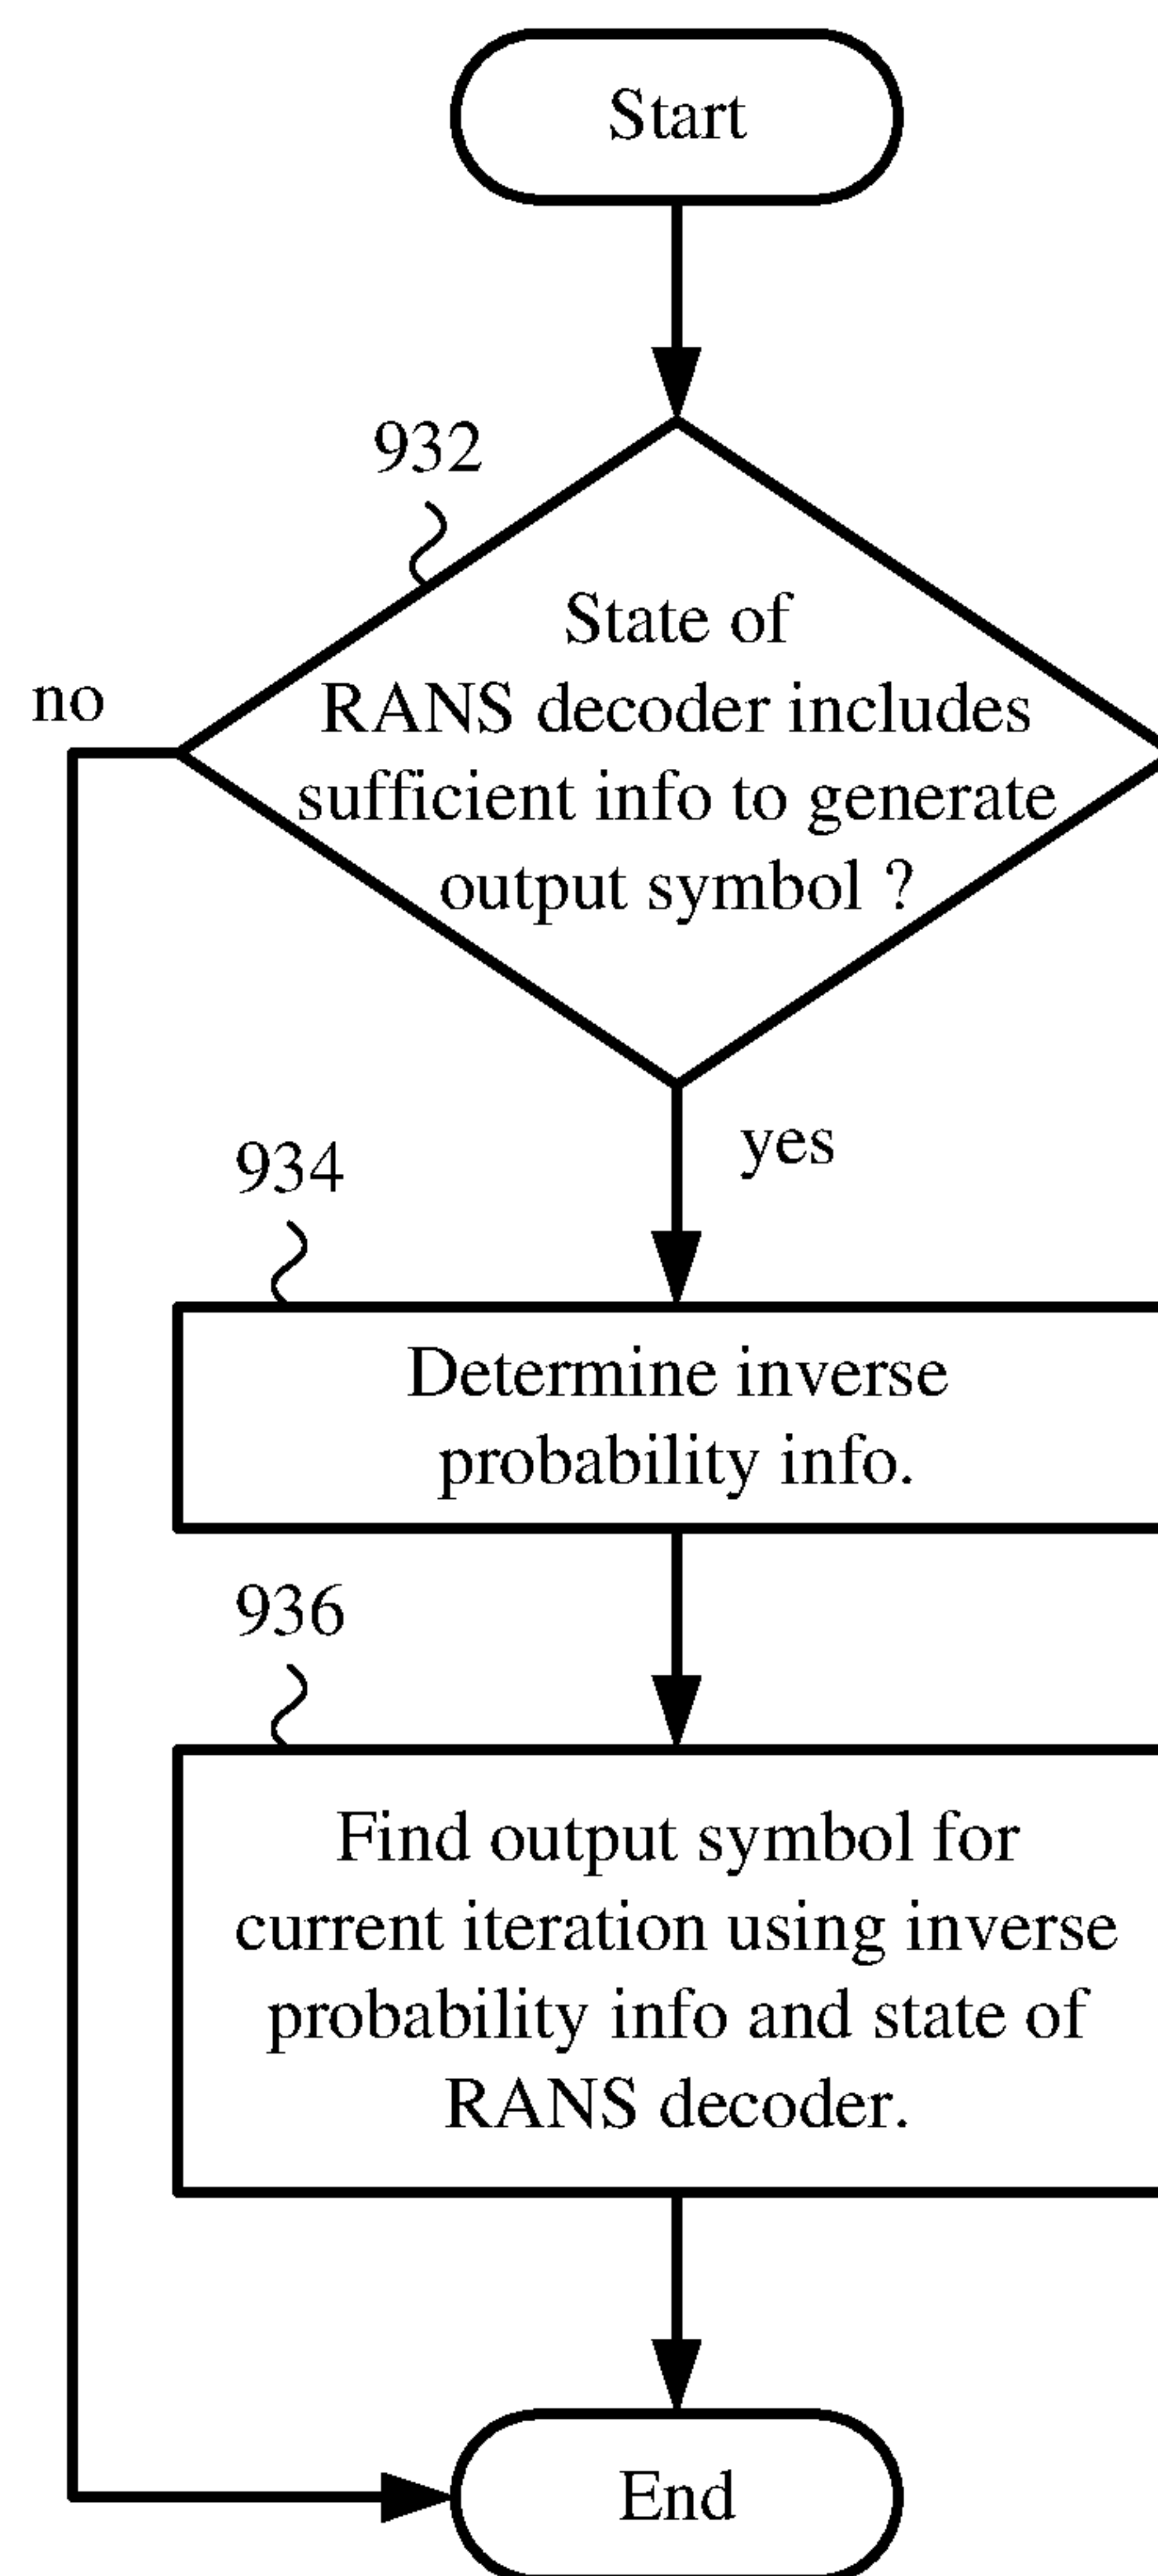 Start
932
State of
RANS decoder includes
sufficient info to generate
output symbol ?
no
yes
934
Determine inverse
probability info.
936
Find output symbol for
current iteration using inverse
probability info and state of
RANS decoder.
End